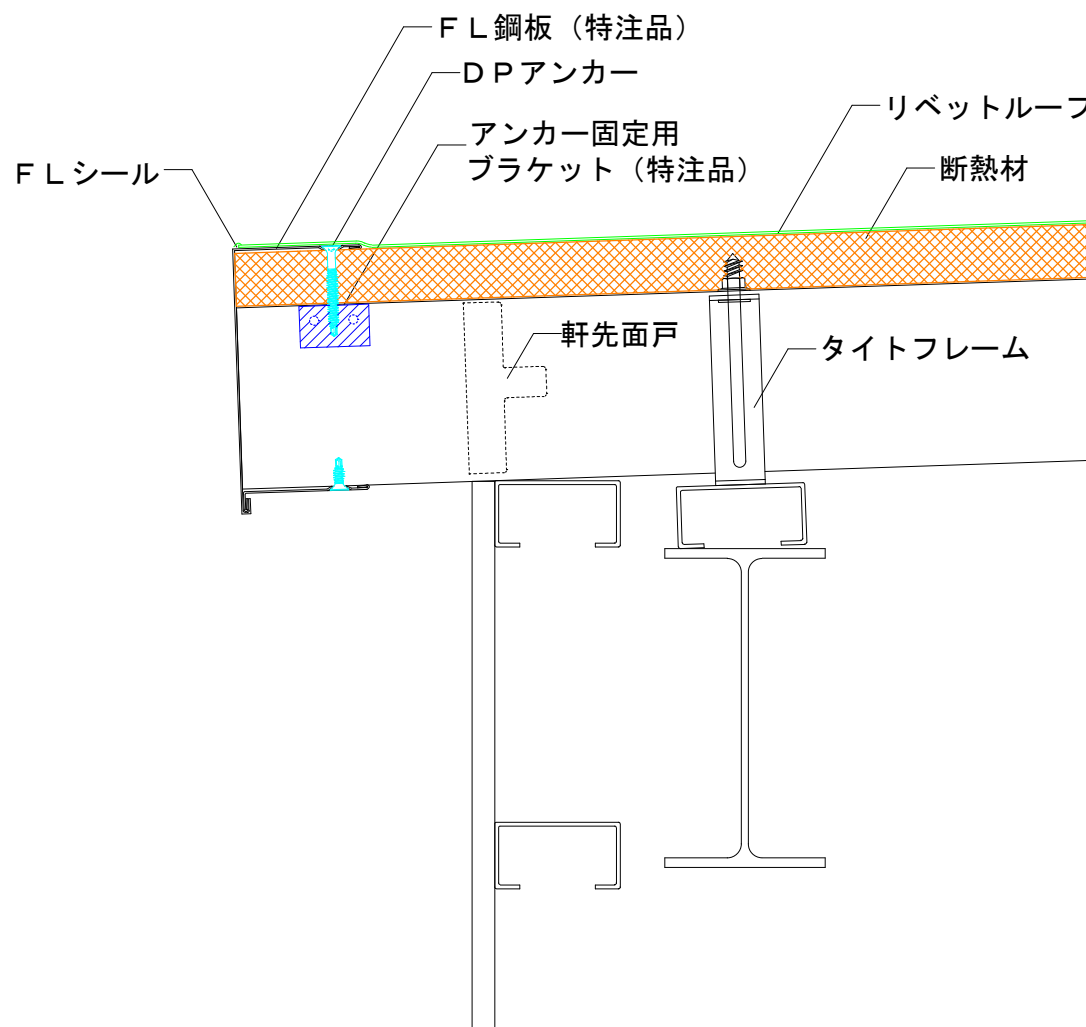 ＦＬ鋼板（特注品）
ＤＰアンカー
リベットルーフ
アンカー固定用
ブラケット（特注品）
ＦＬシール
断熱材
軒先面戸
タイトフレーム